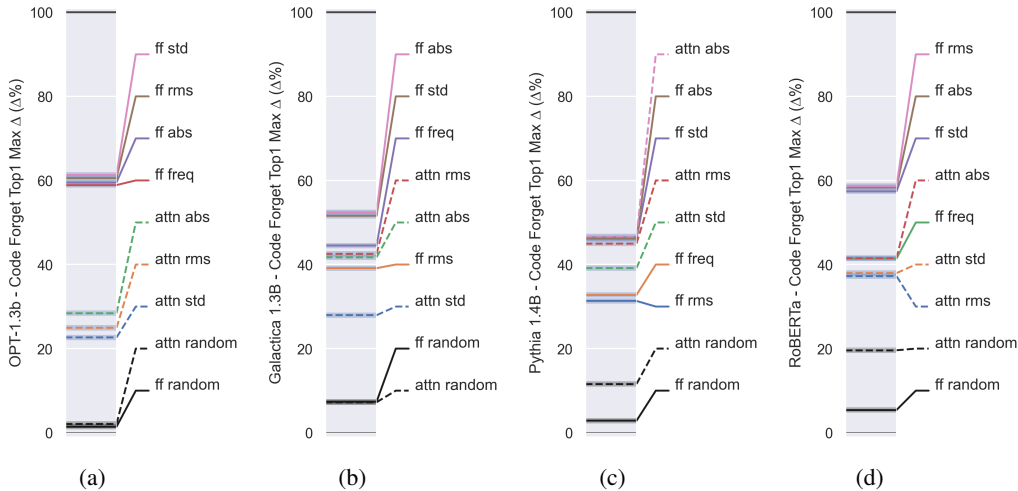 OPT-1.3b - Code Forget Top1 Max Δ (Δ%)
100
80
60
40
20
0
ff std
ff rms
ff abs
ff freq
attn abs
attn rms
attn std
attn random
ff random
(a)
Galactica 1.3B - Code Forget Top1 Max Δ (Δ%)
100
80
60
40
20
0
ff abs
ff std
ff freq
attn rms
attn abs
ff rms
attn std
ff random
attn random
(b)
Pythia 1.4B - Code Forget Top1 Max Δ (Δ%)
100
80
60
40
20
0
attn abs
ff abs
ff std
attn rms
attn std
ff freq
ff rms
attn random
ff random
(c)
RoBERTa - Code Forget Top1 Max Δ (Δ%)
100
80
60
40
20
0
ff rms
ff abs
ff std
attn abs
ff freq
attn std
attn rms
attn random
ff random
(d)